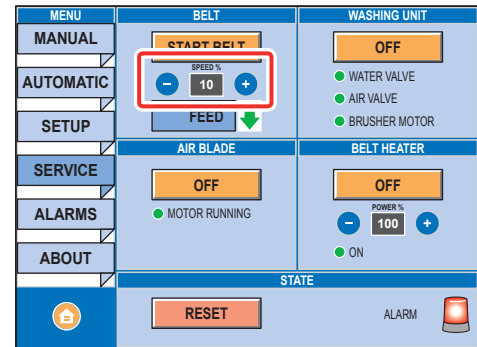 MENU
MANUAL
AUTOMATIC
SETUP
SERVICE
ALARMS
ABOUT
BELT
START BELT
SPEED %
- 10 +
FEED
WASHING UNIT
OFF
WATER VALVE
AIR VALVE
BRUSHER MOTOR
AIR BLADE
OFF
MOTOR RUNNING
BELT HEATER
OFF
POWER %
- 100 +
ON
STATE
RESET
ALARM